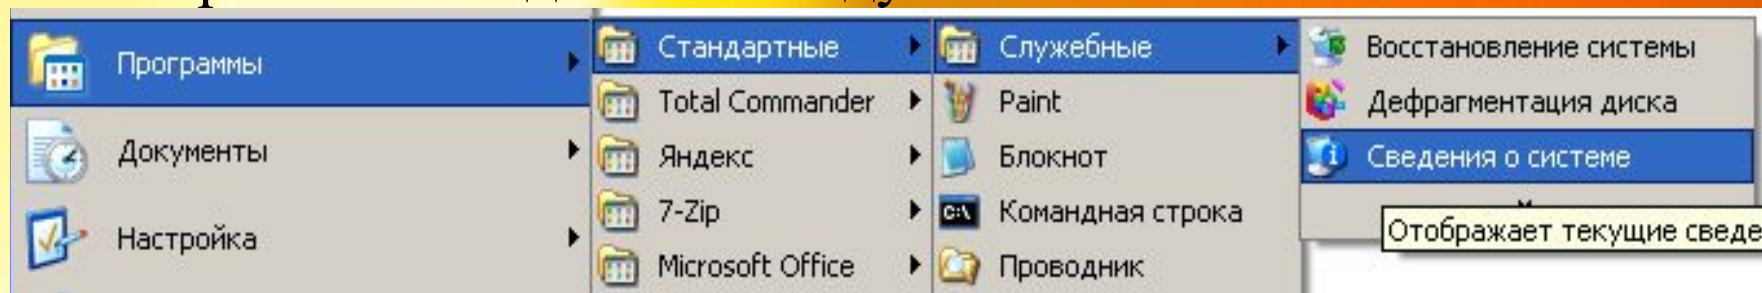 Программы
Документы
Настройка
Стандартные
Total Commander
Яндекс
7-Zip
Microsoft Office
Служебные
Paint
Блокнот
Командная строка
Проводник
Восстановление системы
Дефрагментация диска
Сведения о системе
Отображает текущие сведе